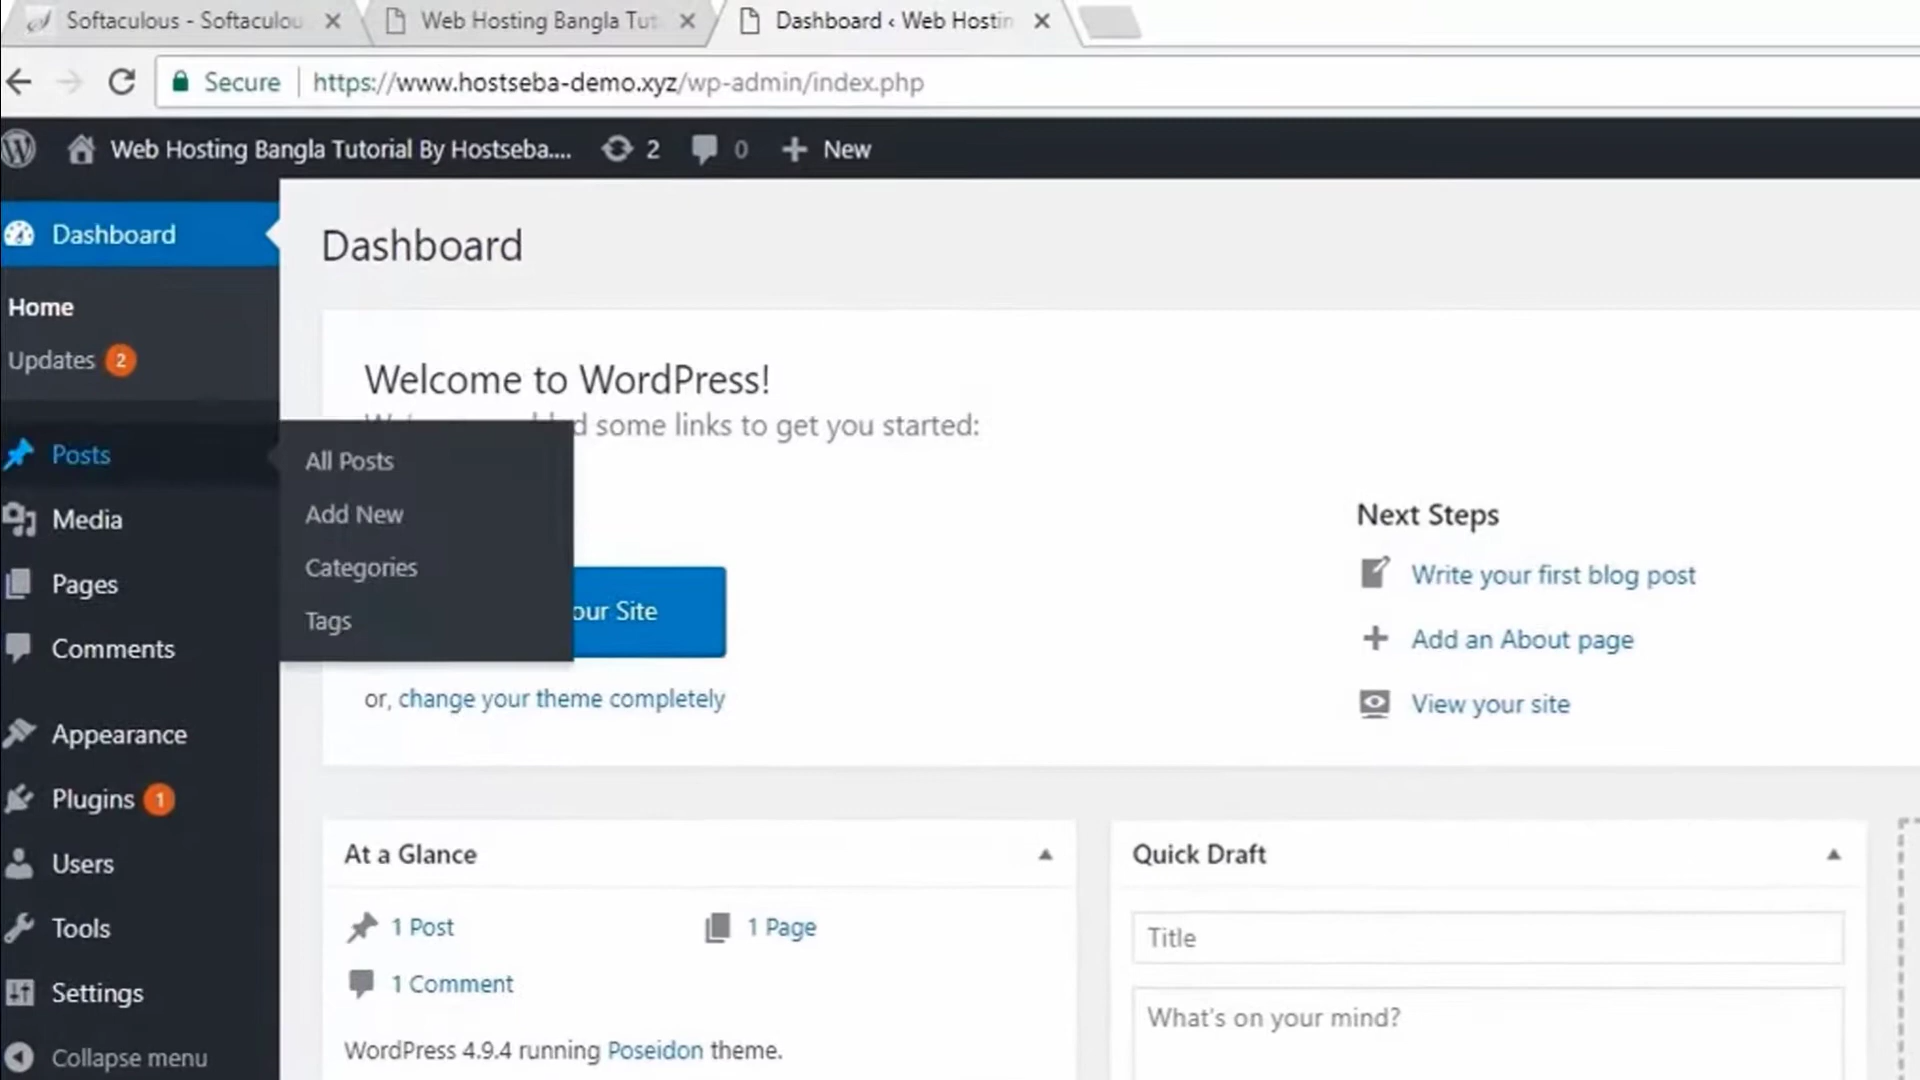 Softaculous - Softaculou
Web Hosting Bangla Tut
Dashboard ‹ Web Hostin
Secure
https://www.hostseba-demo.xyz/wp-admin/index.php
Web Hosting Bangla Tutorial By Hostseba....
2
0
New
Dashboard
Home
Updates 2
Posts
Media
Pages
Comments
Appearance
Plugins 1
Users
Tools
Settings
Collapse menu
All Posts
Add New
Categories
Tags
Dashboard
Welcome to WordPress!
d some links to get you started:
our Site
or, change your theme completely
Next Steps
Write your first blog post
Add an About page
View your site
At a Glance
1 Post
1 Page
1 Comment
WordPress 4.9.4 running Poseidon theme.
Quick Draft
Title
What's on your mind?